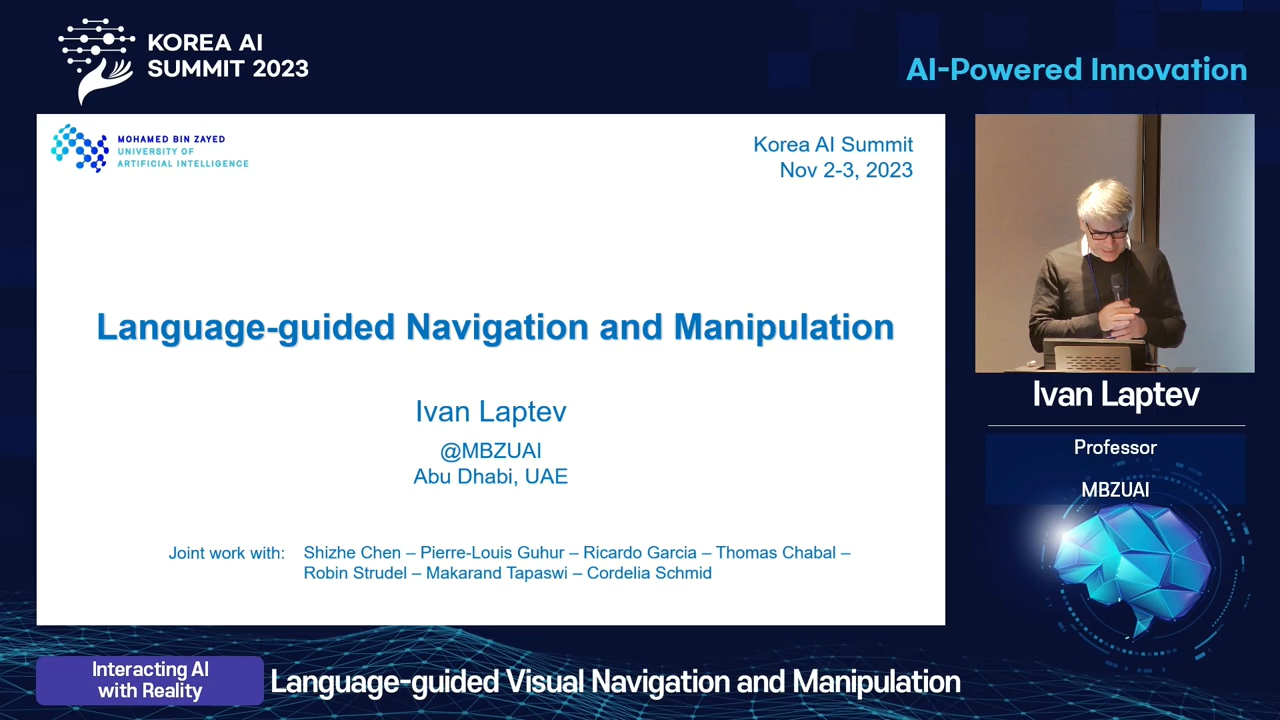 KOREA AI
SUMMIT 2023
AI-Powered Innovation
MOHAMED BIN ZAYED
UNIVERSITY OF
ARTIFICIAL INTELLIGENCE
Korea AI Summit
Nov 2-3, 2023
Language-guided Navigation and Manipulation
Ivan Laptev
@MBZUAI
Abu Dhabi, UAE
Joint work with: Shizhe Chen – Pierre-Louis Guhur – Ricardo Garcia – Thomas Chabal –
Robin Strudel – Makarand Tapaswi – Cordelia Schmid
Ivan Laptev
Professor
MBZUAI
Interacting AI
with Reality
Language-guided Visual Navigation and Manipulation